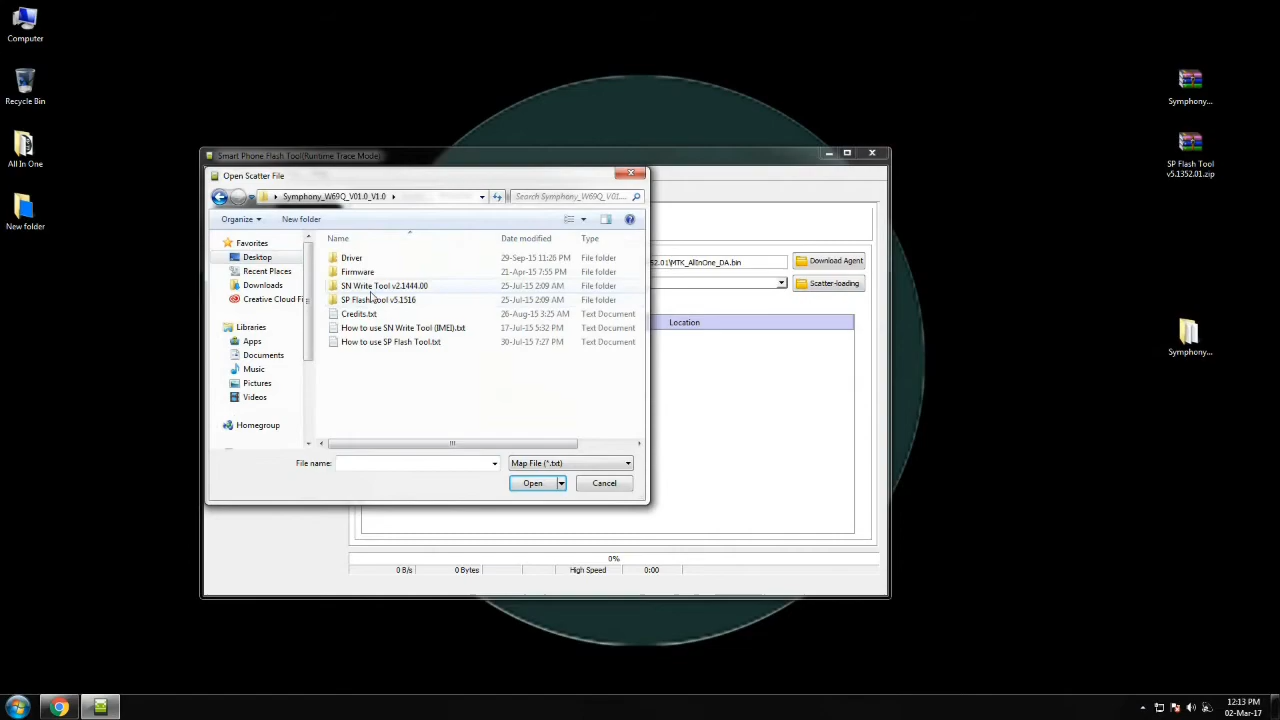 Computer
Recycle Bin
All In One
New folder
Symphony...
SP Flash Tool
v5.1352.01.zip
Symphony...
Smart Phone Flash Tool(Runtime Trace Mode)
Open Scatter File
Symphony_W69Q_V01.0_V1.0
Search Symphony_W69Q_V01....
Organize
New folder
Favorites
Desktop
Recent Places
Downloads
Creative Cloud Fi
Libraries
Apps
Documents
Music
Pictures
Videos
Homegroup
Name Date modified Type
Driver 29-Sep-15 11:26 PM File folder
Firmware 21-Apr-15 7:55 PM File folder
SN Write Tool v2.1444.00 25-Jul-15 2:09 AM File folder
SP Flash Tool v5.1516 25-Jul-15 2:09 AM File folder
Credits.txt 26-Aug-15 3:25 AM Text Document
How to use SN Write Tool (IMEI).txt 17-Jul-15 5:32 PM Text Document
How to use SP Flash Tool.txt 30-Jul-15 7:27 PM Text Document
File name:
Map File (*.txt)
Open
Cancel
52.01\MTK_AllInOne_DA.bin
Download Agent
Scatter-loading
Location
0%
0 B/s 0 Bytes High Speed 0:00
12:13 PM
02-Mar-17